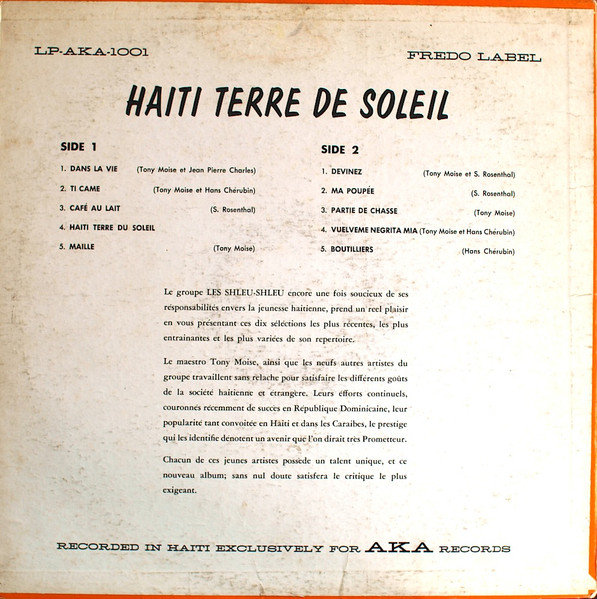 LP-AKA-1001
FREDO LABEL
HAITI TERRE DE SOLEIL
SIDE 1
1. DANS LA VIE (Tony Moise et Jean Pierre Charles)
2. TI CAME (Tony Moise et Hans Chérubin)
3. CAFÉ AU LAIT (S. Rosenthal)
4. HAITI TERRE DU SOLEIL
5. MAILLE (Tony Moise)
SIDE 2
1. DEVINEZ (Tony Moise et S. Rosenthal)
2. MA POUPÉE (S. Rosenthal)
3. PARTIE DE CHASSE (Tony Moise)
4. VUELVEME NEGRITA MIA (Tony Moise et Hans Chérubin)
5. BOUTILLIERS (Hans Chérubin)
Le groupe LES SHLEU-SHLEU encore une fois soucieux de ses
résponsabilités envers la jeunesse haitienne, prend un reel plaisir
en vous présentant ces dix séléctions les plus récentes, les plus
entrainantes et les plus variées de son repertoire.
Le maestro Tony Moise, ainsi que les neufs autres artistes du
groupe travaillent sans relache pour satisfaire les différents goûts
de la société haitienne et étrangère. Leurs éfforts continuels,
couronnés récemment de succes en République Dominicaine, leur
popularité tant convoitée en Häiti et dans les Caraibes, le prestige
qui les identifie dénotent un avenir que l'on dirait très Prometteur.
Chacun de ces jeunes artistes possede un talent unique, et ce
nouveau album; sans nul doute satisfera le critique le plus
exigeant.
RECORDED IN HAITI EXCLUSIVELY FOR AKA RECORDS